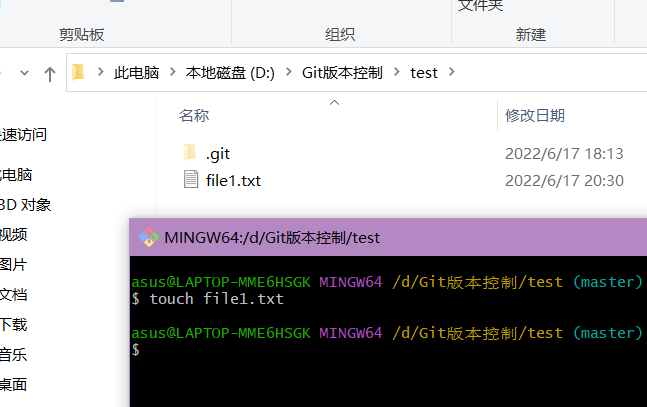 文件夹
剪贴板
组织
新建
此电脑 > 本地磁盘 (D:) > Git版本控制 > test >
名称
修改日期
速访问
.git
2022/6/17 18:13
电脑
file1.txt
2022/6/17 20:30
3D 对象
视频
图片
文档
下载
音乐
桌面
MINGW64:/d/Git版本控制/test
asus@LAPTOP-MME6HSGK MINGW64 /d/Git版本控制/test (master)
$ touch file1.txt
asus@LAPTOP-MME6HSGK MINGW64 /d/Git版本控制/test (master)
$